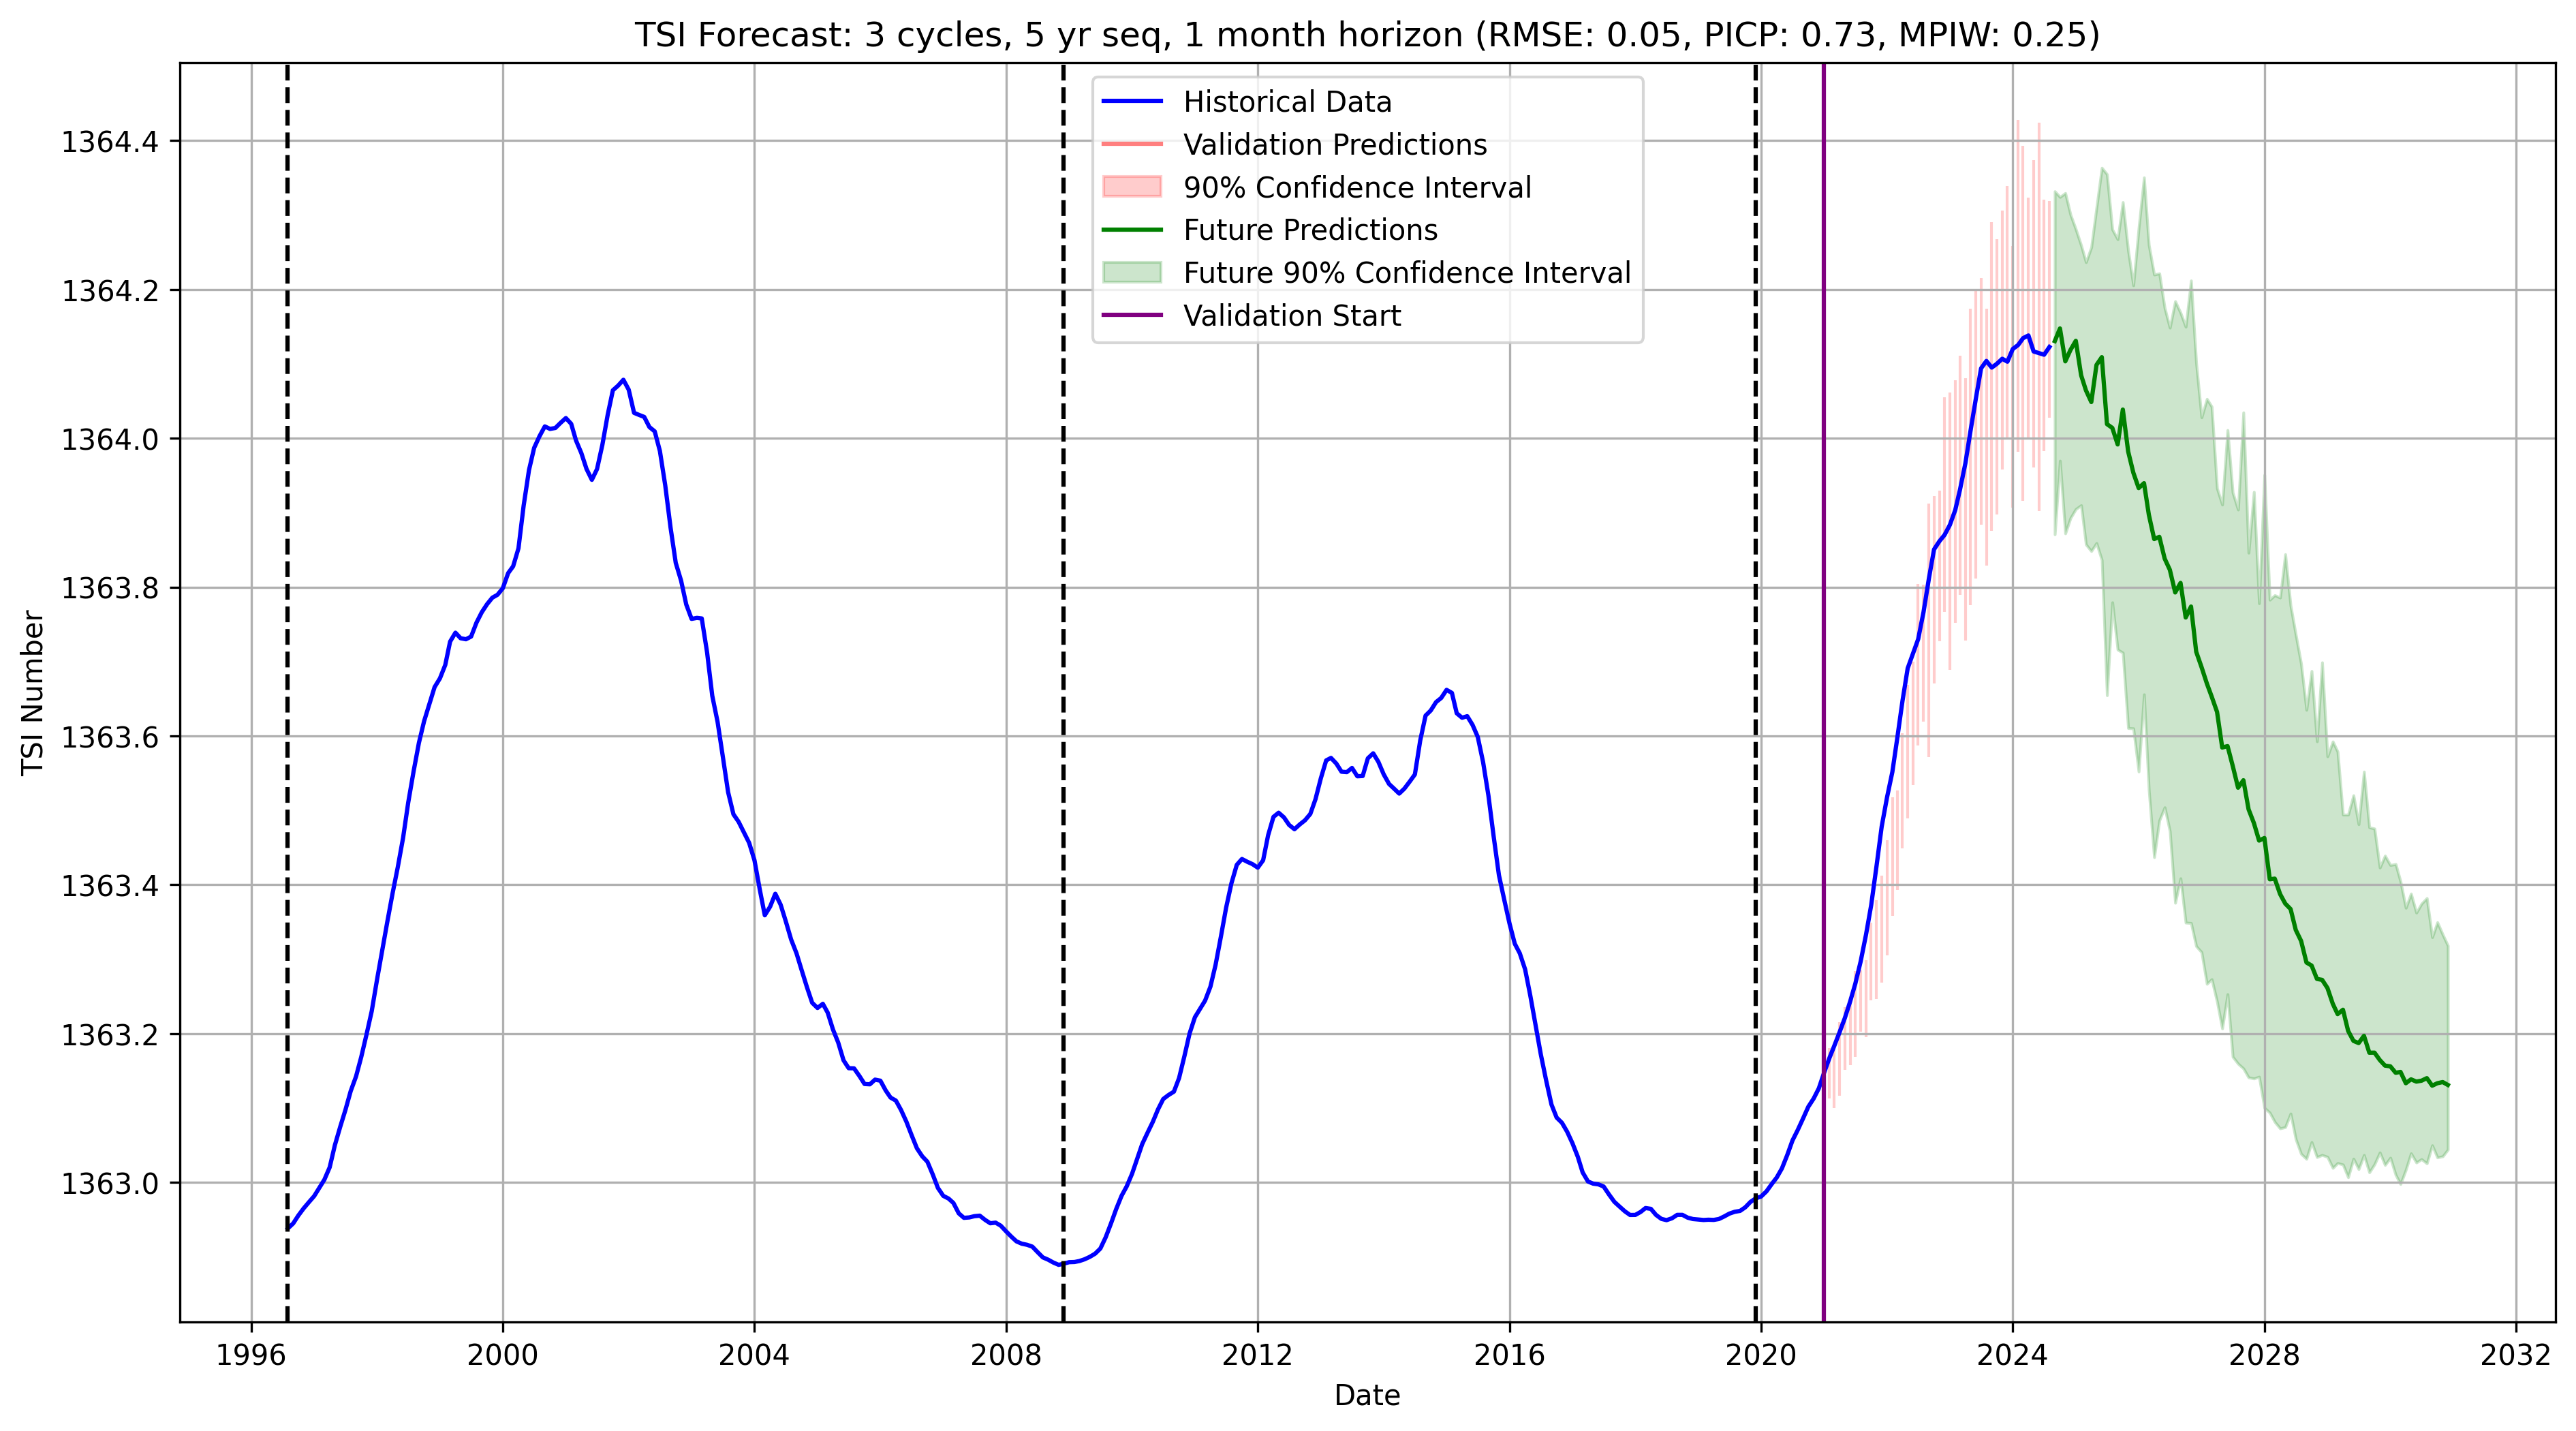 TSI Forecast: 3 cycles, 5 yr seq, 1 month horizon (RMSE: 0.05, PICP: 0.73, MPIW: 0.25)
Historical Data
Validation Predictions
90% Confidence Interval
Future Predictions
Future 90% Confidence Interval
Validation Start
TSI Number
1364.4
1364.2
1364.0
1363.8
1363.6
1363.4
1363.2
1363.0
1996 2000 2004 2008 2012 2016 2020 2024 2028 2032
Date